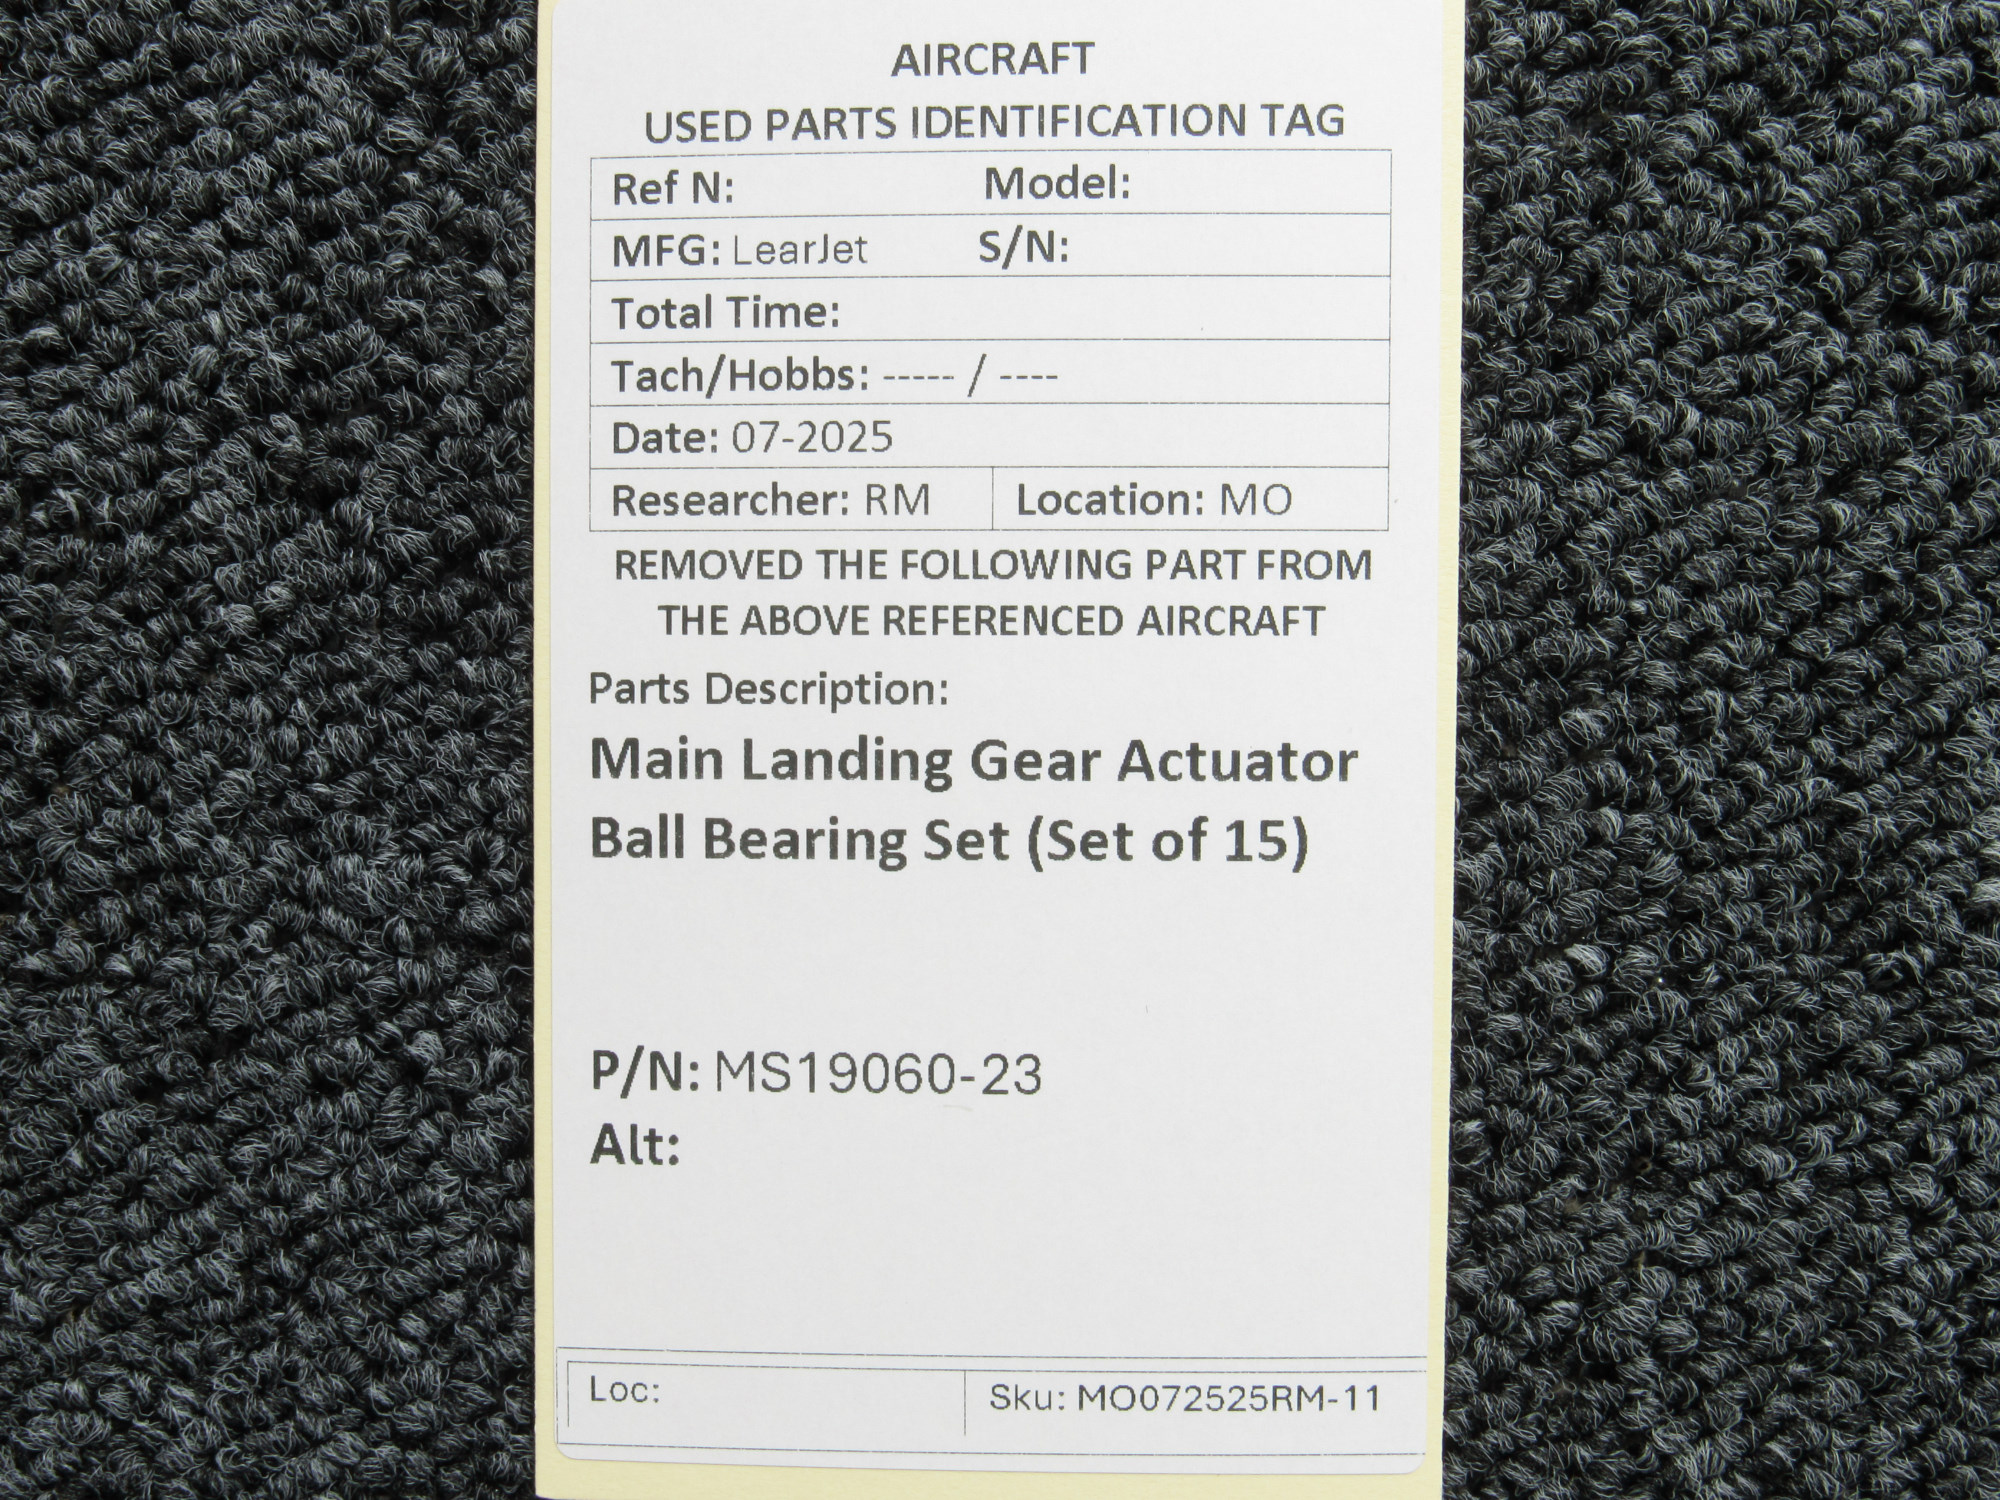 AIRCRAFT
USED PARTS IDENTIFICATION TAG
Ref N: Model:
MFG: LearJet S/N:
Total Time:
Tach/Hobbs: ----- / ----
Date: 07-2025
Researcher: RM Location: MO
REMOVED THE FOLLOWING PART FROM
THE ABOVE REFERENCED AIRCRAFT
Parts Description:
Main Landing Gear Actuator
Ball Bearing Set (Set of 15)
P/N: MS19060-23
Alt:
Loc: Sku: MO072525RM-11